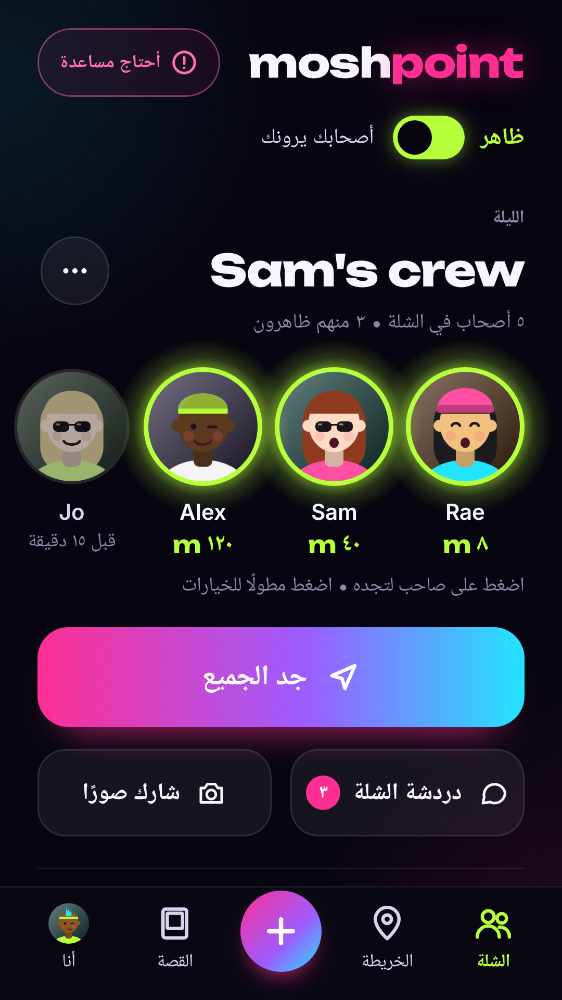 moshpoint
أحتاج مساعدة
ظاهر
أصحابك يرونك
الليلة
Sam's crew
٥ أصحاب في الشلة • ٣ منهم ظاهرون
Rae
Sam
Alex
Jo
٨ m
٤٠ m
١٢٠ m
قبل ١٥ دقيقة
اضغط على صاحب لتجده • اضغط مطولًا للخيارات
جد الجميع
دردشة الشلة ٣
شارك صورًا
الشلة
الخريطة
القصة
أنا